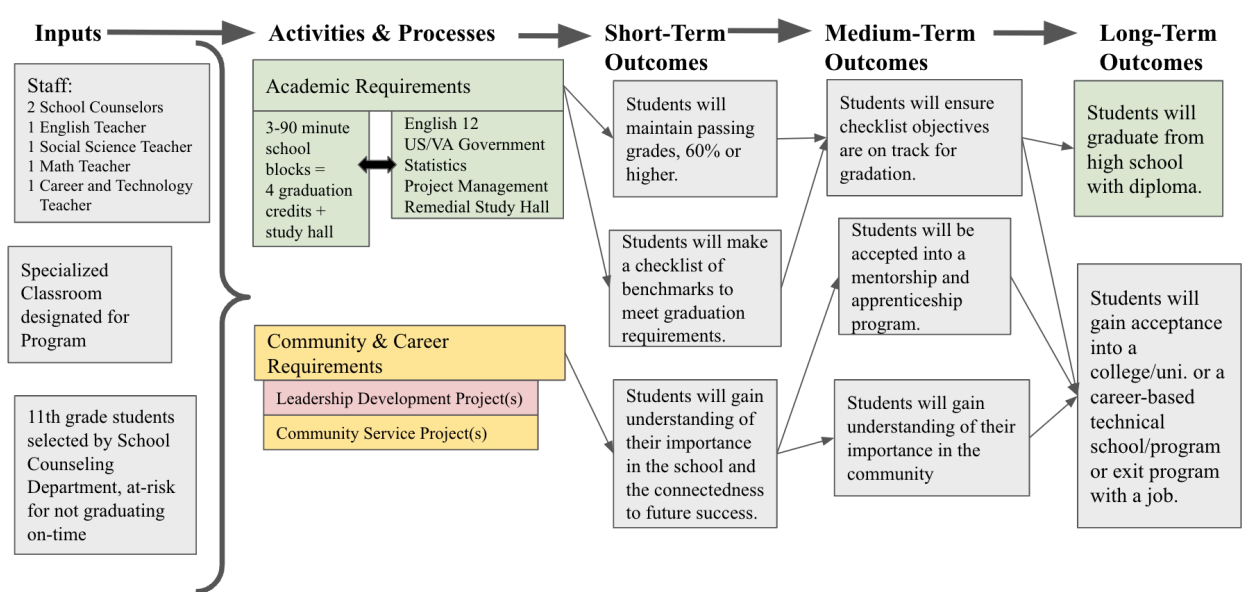 Inputs
Activities & Processes
Short-Term
Outcomes
Medium-Term
Outcomes
Long-Term
Outcomes
Staff:
2 School Counselors
1 English Teacher
1 Social Science Teacher
1 Math Teacher
1 Career and Technology
Teacher
Specialized
Classroom
designated for
Program
11th grade students
selected by School
Counseling
Department, at-risk
for not graduating
on-time
Academic Requirements
3-90 minute
school
blocks =
4 graduation
credits +
study hall
English 12
US/VA Government
Statistics
Project Management
Remedial Study Hall
Community & Career
Requirements
Leadership Development Project(s)
Community Service Project(s)
Students will
maintain passing
grades, 60% or
higher.
Students will make
a checklist of
benchmarks to
meet graduation
requirements.
Students will gain
understanding of
their importance
in the school and
the connectedness
to future success.
Students will ensure
checklist objectives
are on track for
gradation.
Students will be
accepted into a
mentorship and
apprenticeship
program.
Students will gain
understanding of their
importance in the
community
Students will
graduate from
high school
with diploma.
Students will
gain acceptance
into a
college/uni. or a
career-based
technical
school/program
or exit program
with a job.